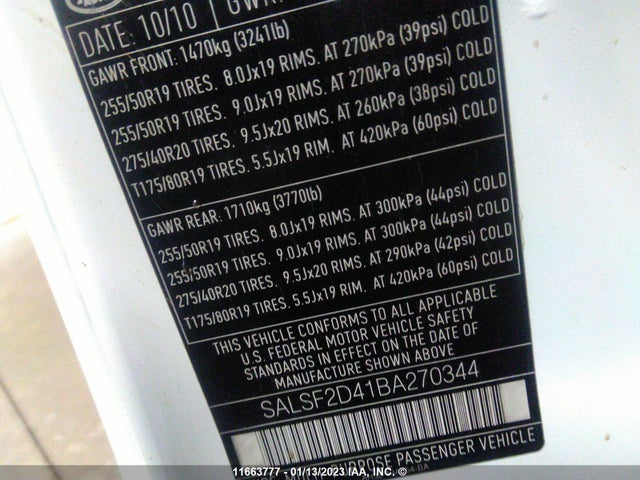 DATE: 10/10
GAWR FRONT: 1470kg (3241lb)
255/50R19 TIRES. 8.0Jx19 RIMS. AT 270kPa (39psi) COLD
255/50R19 TIRES. 9.0Jx19 RIMS. AT 270kPa (39psi) COLD
275/40R20 TIRES. 9.5Jx20 RIMS. AT 260kPa (38psi) COLD
T175/80R19 TIRES. 5.5Jx19 RIM. AT 420kPa (60psi) COLD
GAWR REAR: 1710kg (3770lb)
255/50R19 TIRES. 8.0Jx19 RIMS. AT 300kPa (44psi) COLD
255/50R19 TIRES. 9.0Jx19 RIMS. AT 300kPa (44psi) COLD
275/40R20 TIRES. 9.5Jx20 RIMS. AT 290kPa (42psi) COLD
T175/80R19 TIRES. 5.5Jx19 RIM. AT 420kPa (60psi) COLD
THIS VEHICLE CONFORMS TO ALL APPLICABLE
U.S. FEDERAL MOTOR VEHICLE SAFETY
STANDARDS IN EFFECT ON THE DATE OF
MANUFACTURE SHOWN ABOVE
SALSF2D41BA270344
PASSENGER VEHICLE
11663777 - 01/13/2023 IAA, INC. ©